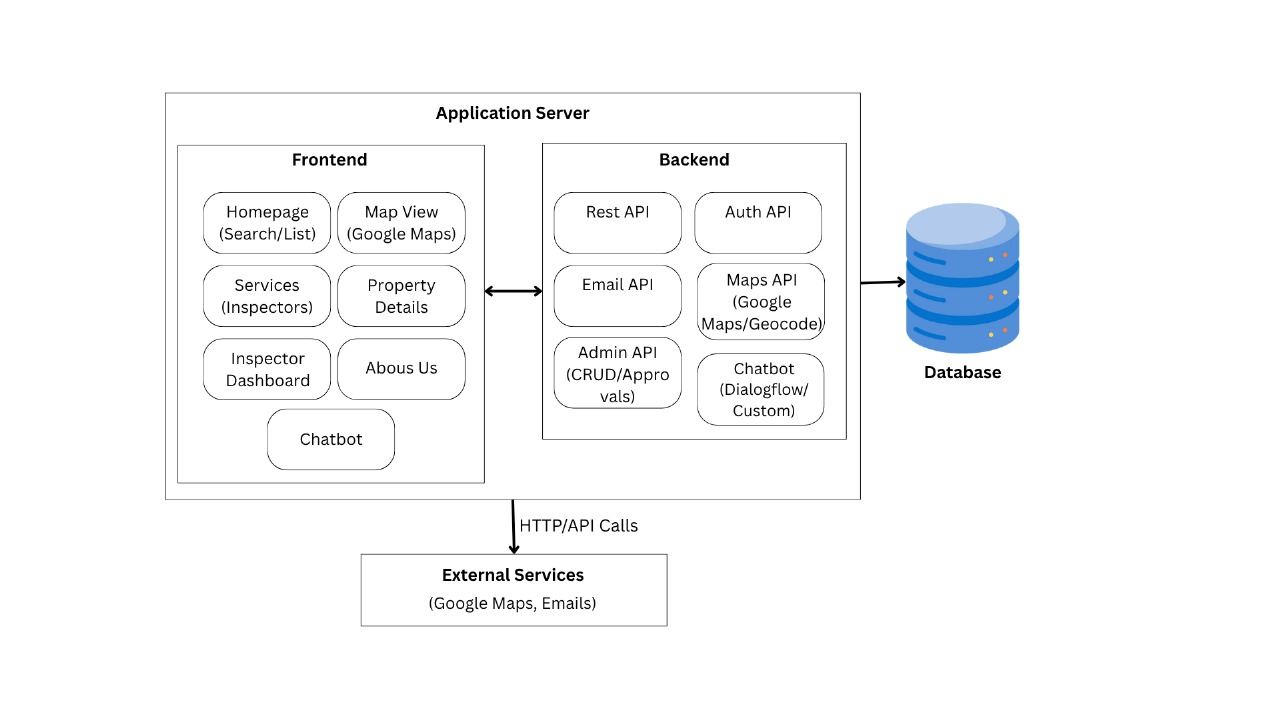 Application Server
Frontend
Homepage
(Search/List)
Map View
(Google Maps)
Services
(Inspectors)
Property
Details
Inspector
Dashboard
Abous Us
Chatbot
Backend
Rest API
Auth API
Email API
Maps API
(Google
Maps/Geocode)
Admin API
(CRUD/Appro
vals)
Chatbot
(Dialogflow/
Custom)
Database
HTTP/API Calls
External Services
(Google Maps, Emails)